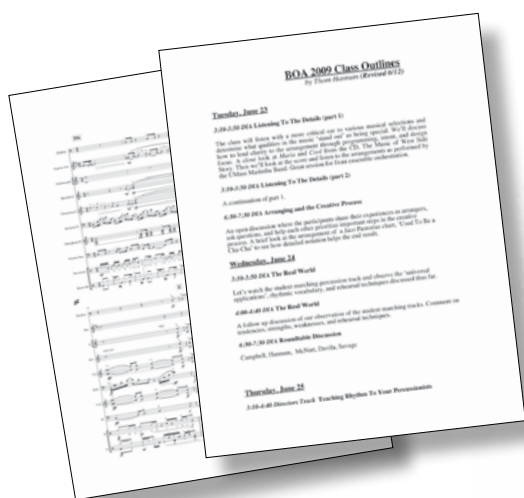 BOA 2009 Class Outlines
by Thom Hannum (Revised 6/12)
Tuesday, June 23
3:10-3:50 DIA Listening To The Details (part 1)
The class will listen with a more critical ear to various musical selections and
determine what qualities in the music 'stand out' as being special. We'll discuss
how to lend clarity to the arrangement through programming, intent, and design
focus. A close look at Maria and Cool from the CD, The Music of West Side
Story. Then we'll look at the score and listen to the arrangements as performed by
the UMass Marimba Band. Great session for front ensemble orchestration.
3:10-3:50 DIA Listening To The Details (part 2)
A continuation of part 1.
6:30-7:30 DIA Arranging and the Creative Process
An open discussion where the participants share their experiences as arrangers,
ask questions, and help each other prioritize important steps in the creative
process. A brief look at the arrangement of a Jaco Pastorius chart, 'Used To Be a
Cha Cha' to see how detailed notation helps the end result.
Wednesday, June 24
3:10-3:50 DIA The Real World
Let's watch the student marching percussion track and observe the 'universal
applications', rhythmic vocabulary, and rehearsal techniques discussed thus far.
4:00-4:40 DIA The Real World
A follow up discussion of our observation of the student marching tracks. Comment on
tendencies, strengths, weaknesses, and rehearsal techniques.
6:30-7:30 DIA Roundtable Discussion
Campbell, Hannum, McNutt, Davila, Savage
Thursday, June 25
3:10-4:40 Directors Track Teaching Rhythm To Your Percussionists